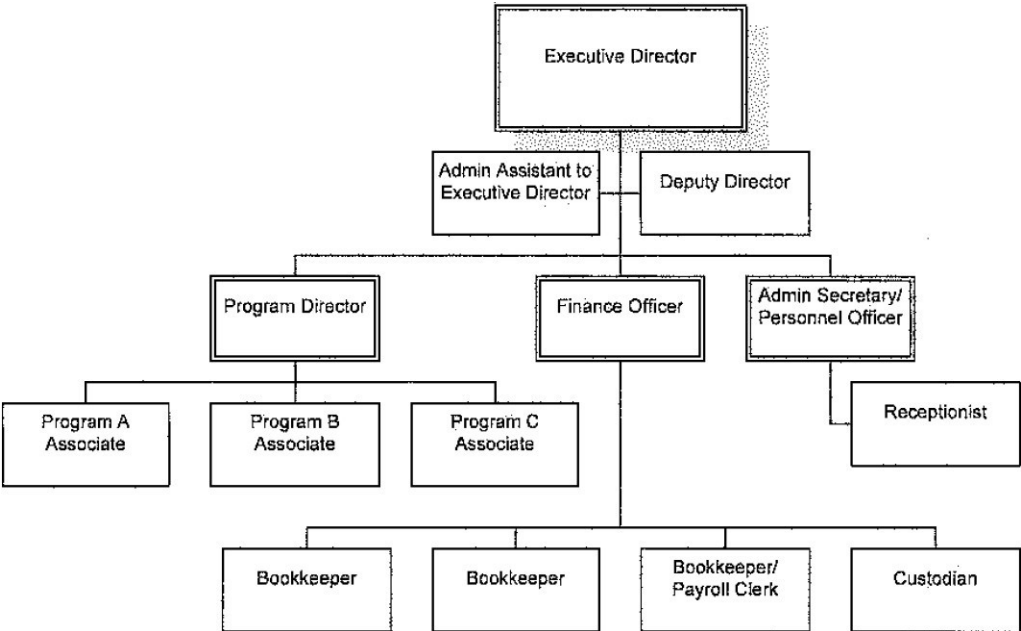 Executive Director
Admin Assistant to
Executive Director
Deputy Director
Program Director
Finance Officer
Admin Secretary/
Personnel Officer
Program A
Associate
Program B
Associate
Program C
Associate
Receptionist
Bookkeeper
Bookkeeper
Bookkeeper/
Payroll Clerk
Custodian